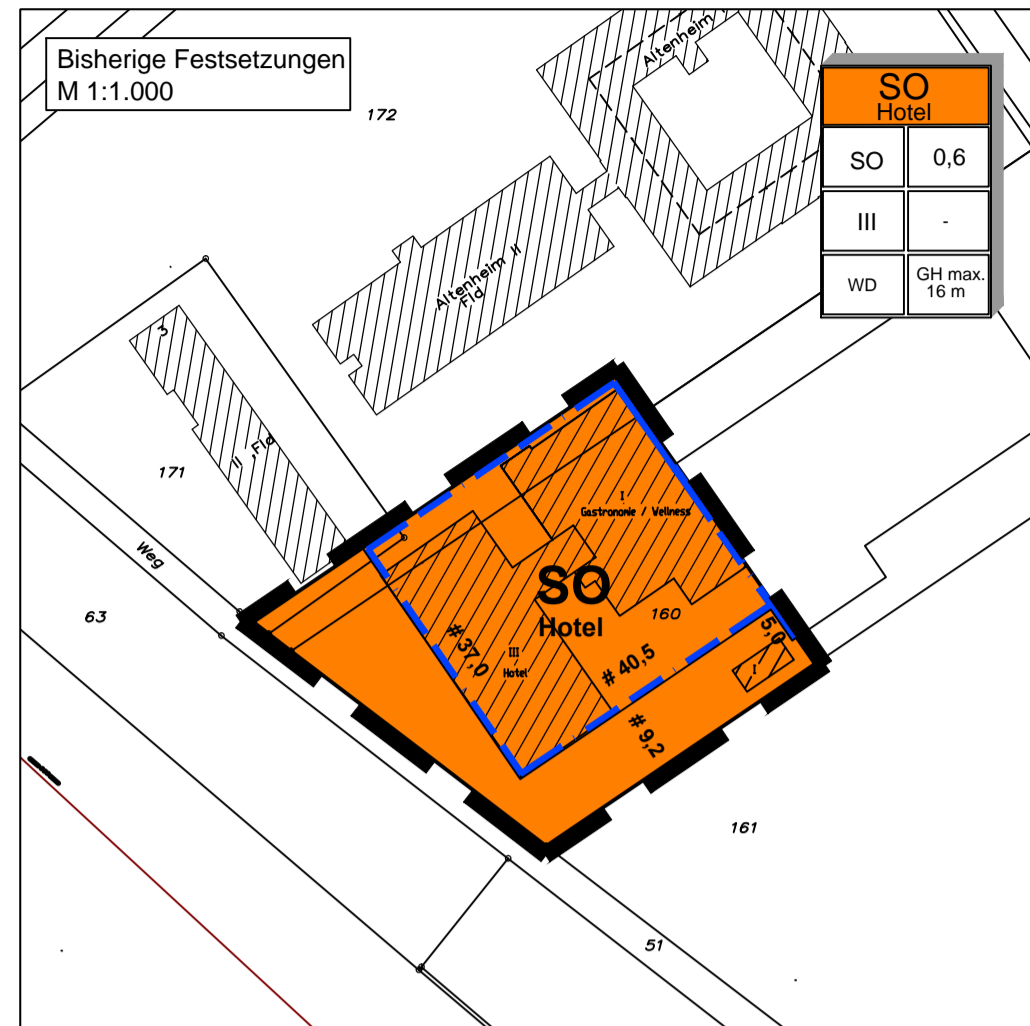 Bisherige Festsetzungen
M 1:1.000
172
Altenheim
SO
Hotel
SO 0,6
III -
WD GH max.
16 m
Altenheim II
Fld
3
II ,Fld
171
Weg
63
I
Gastronomie / Wellness
SO
Hotel
160
# 37,0
III
Hotel
# 40,5
5,0
I
# 9,2
161
51